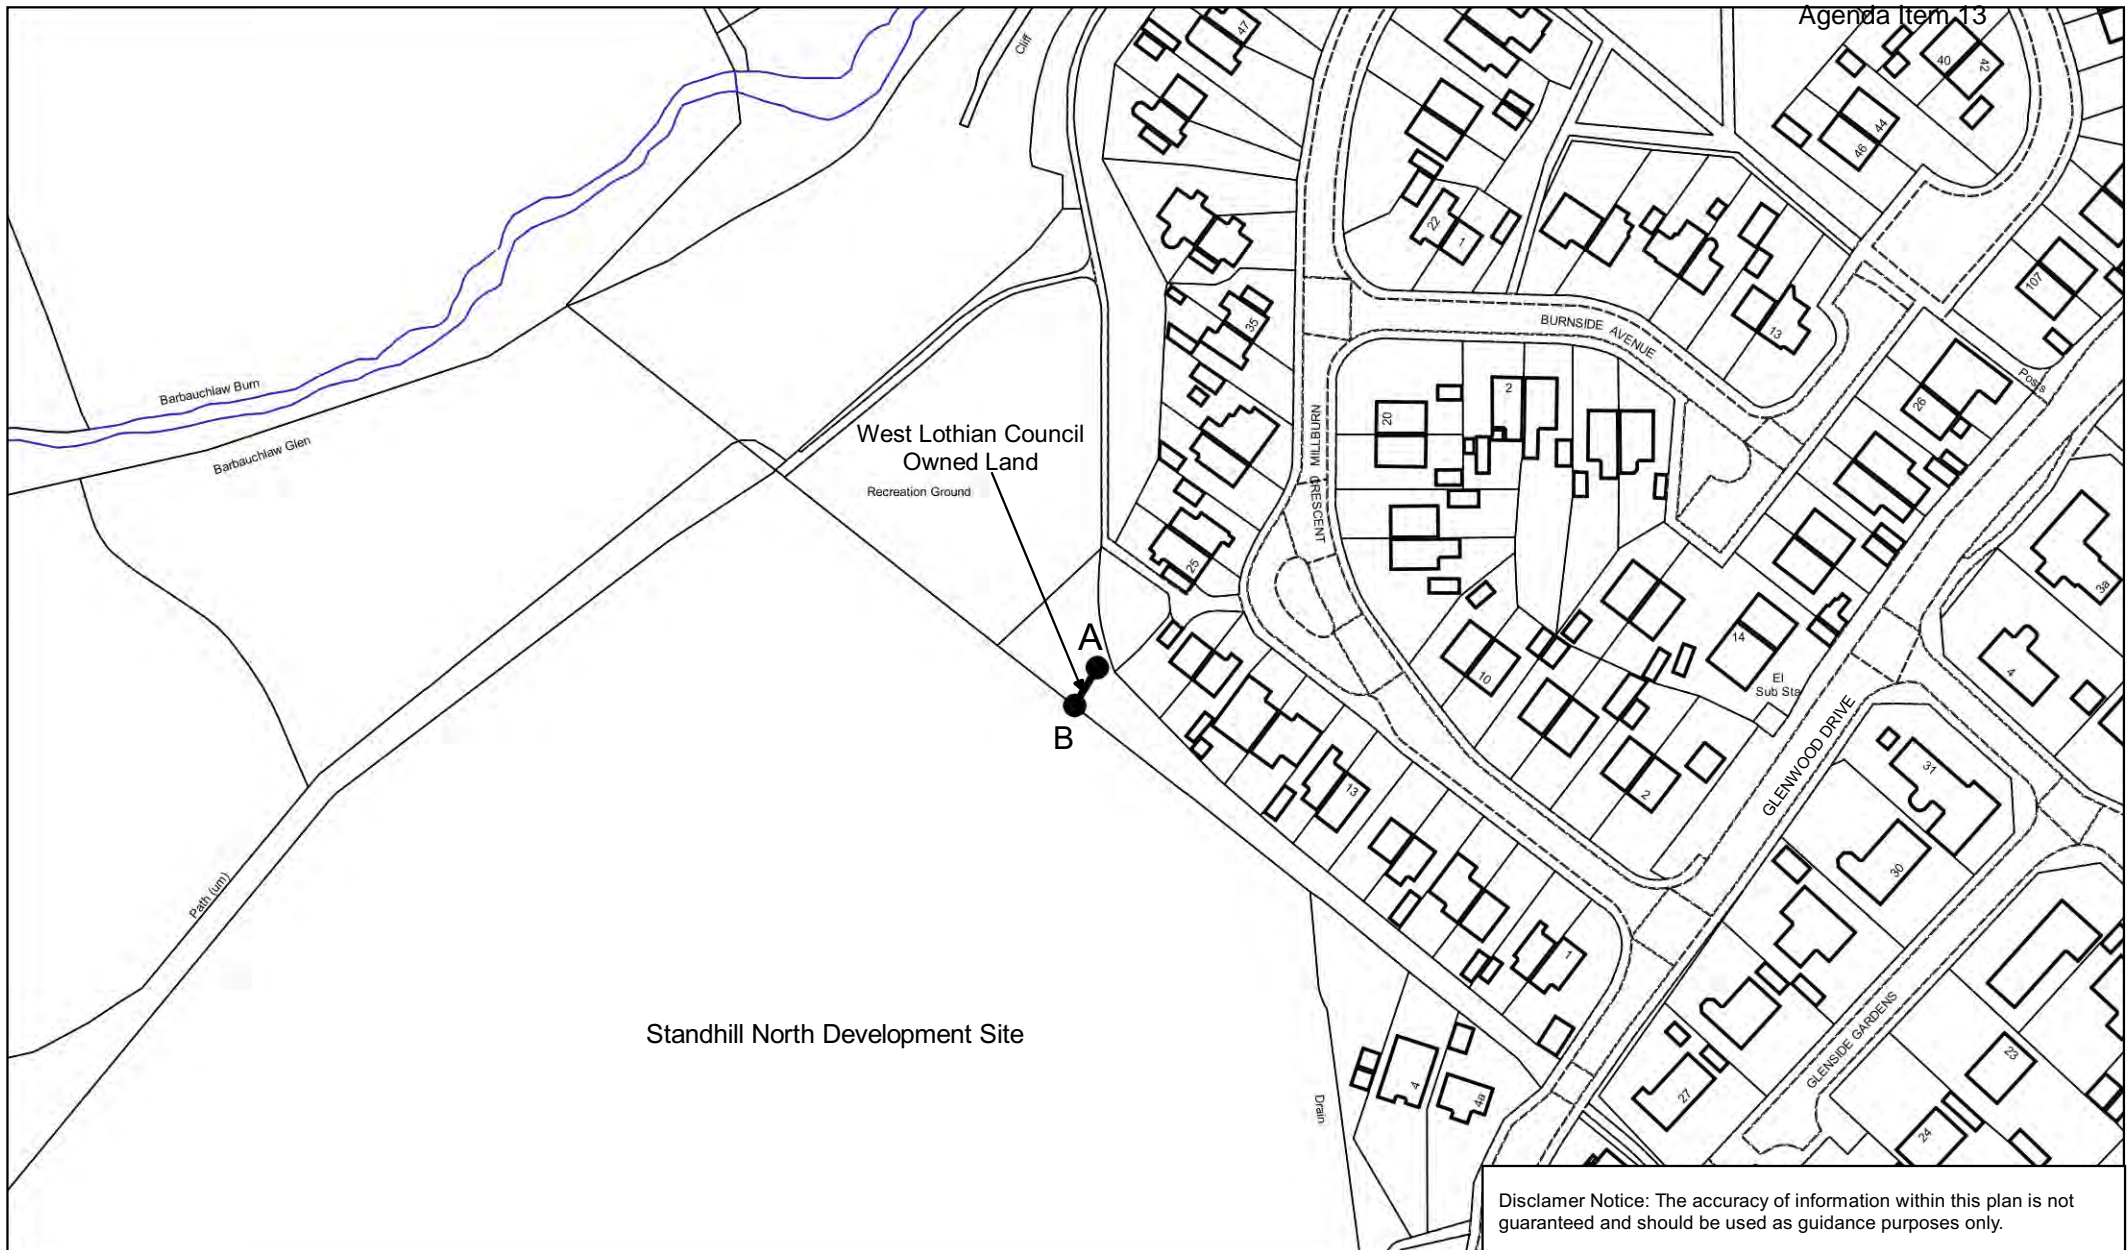 Agenda Item 13
47
Cliff
40
42
44
46
22
1
107
35
BURNSIDE AVENUE
13
Posts
26
2
20
MILLBURN CRESCENT
Barbauchlaw Burn
Barbauchlaw Glen
West Lothian Council
Owned Land
Recreation Ground
25
3a
A
B
10
14
El
Sub Sta
4
GLENWOOD DRIVE
31
13
2
30
Path (um)
1
Standhill North Development Site
GLENSIDE GARDENS
23
4
4a
27
24
Drain
Disclamer Notice: The accuracy of information within this plan is not
guaranteed and should be used as guidance purposes only.